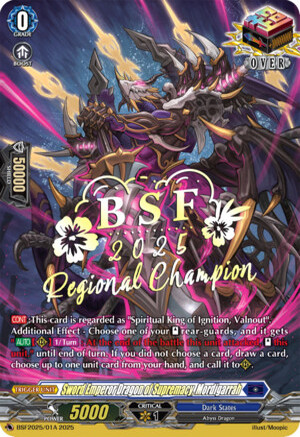 0
GRADE
BOOST
OVER
50000
SHIELD
BSF
2025
Regional Champion
CONT :This card is regarded as "Spiritual King of Ignition, Valnout".
Additional Effect - Choose one of your rear-guards, and it gets
AUTO 1/Turn At the end of the battle this unit attacked,
unit" until end of turn. If you did not choose a card, draw a card,
choose up to one unit card from your hand, and call it to
TRIGGER UNIT
Sword Emperor Dragon of Supremacy, Mordigarrah
POWER 5000
CRITICAL
1
Dark States
Abyss Dragon
BSF2025/01A 2025
Illust/Moopic